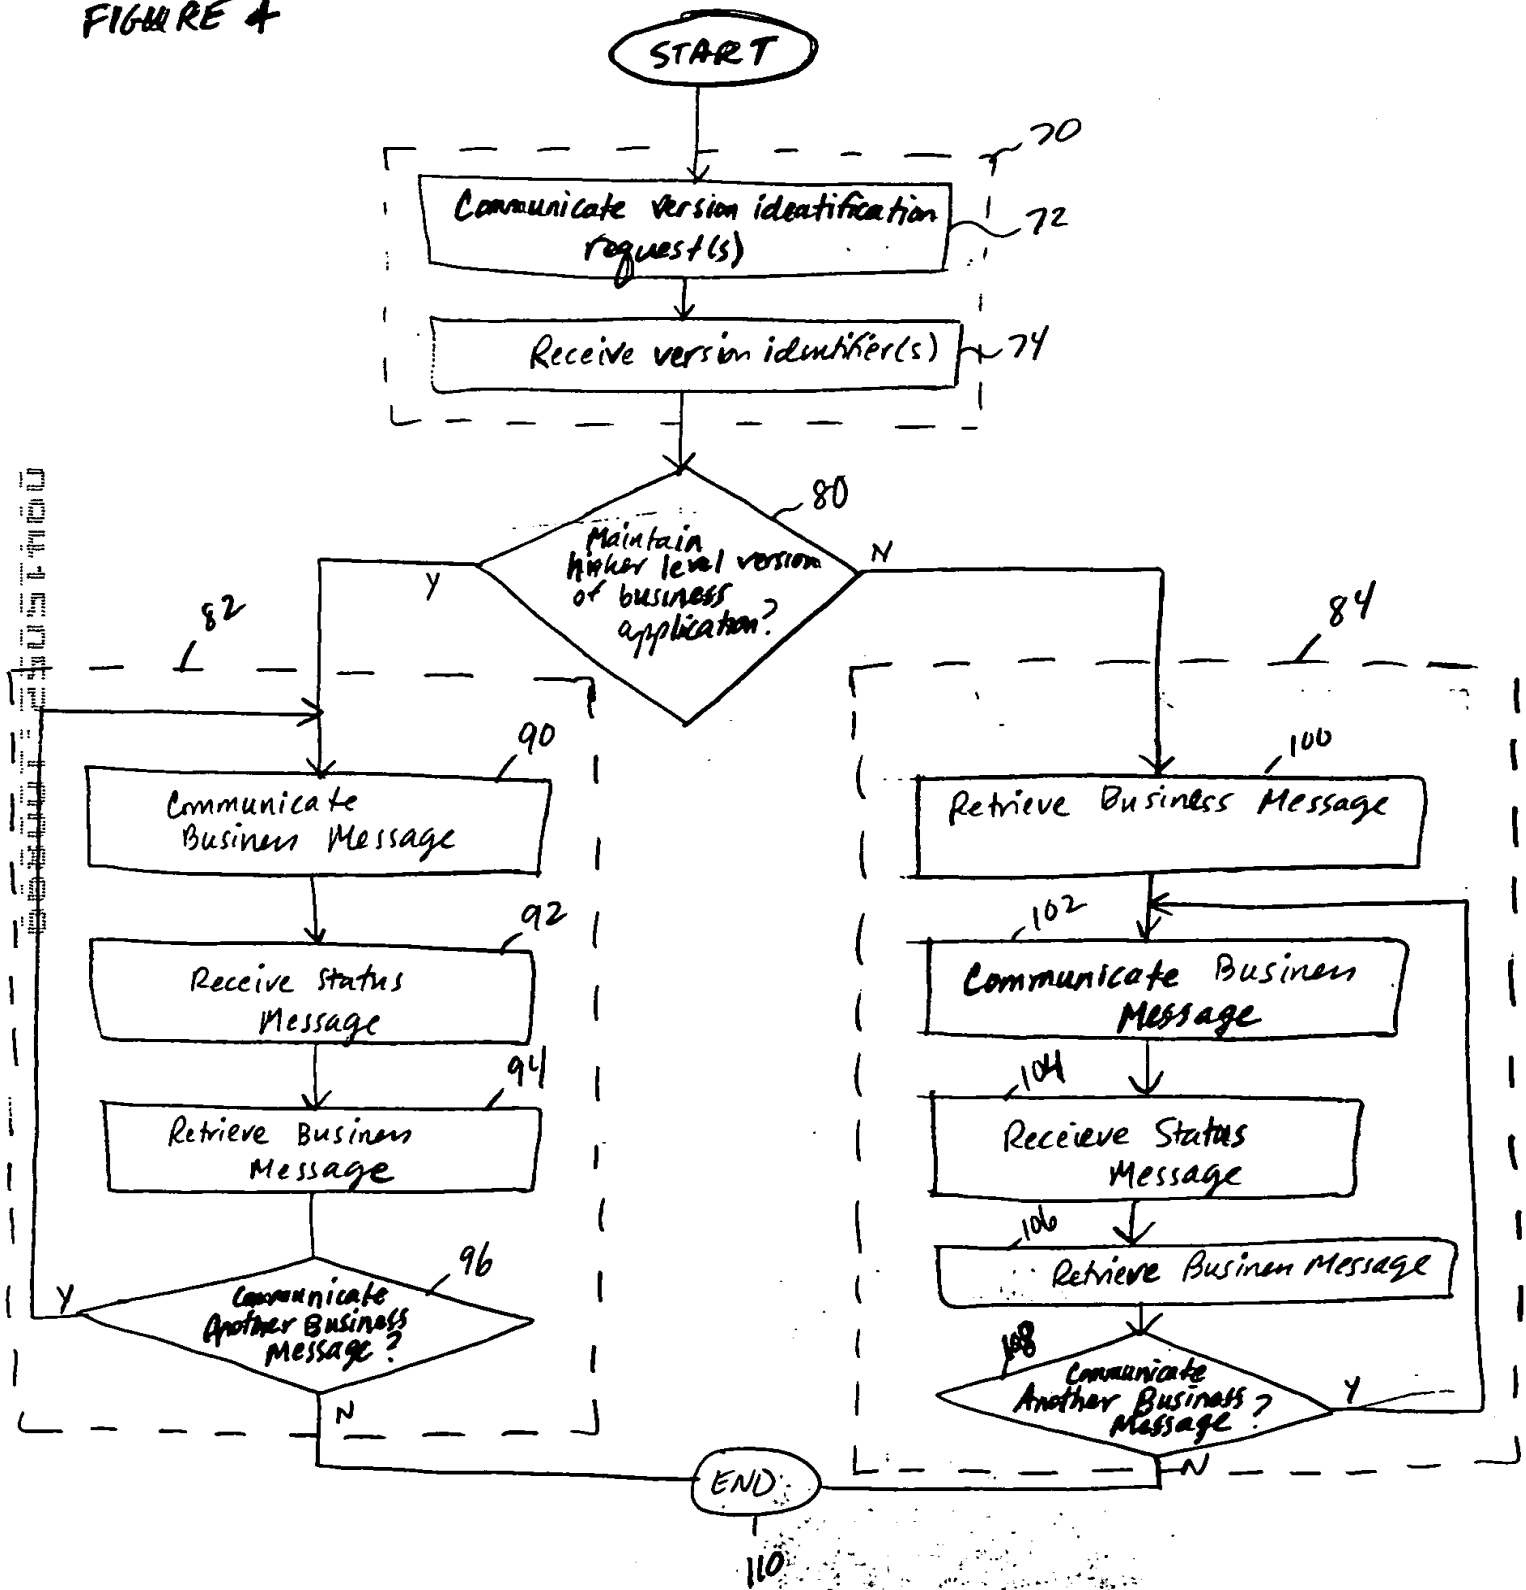 FIGURE 4
START
70
Communicate version identification
request(s)
72
Receive version identifier(s)
74
80
Maintain
higher level version
of business
application?
Y
N
82
90
Communicate
Business Message
92
Receive Status
Message
94
Retrieve Business
Message
96
Communicate
Another Business
Message?
Y
N
84
100
Retrieve Business Message
102
Communicate Business
Message
104
Receieve Status
Message
106
Retrieve Business Message
108
Communicate
Another Business
Message?
Y
N
END
110